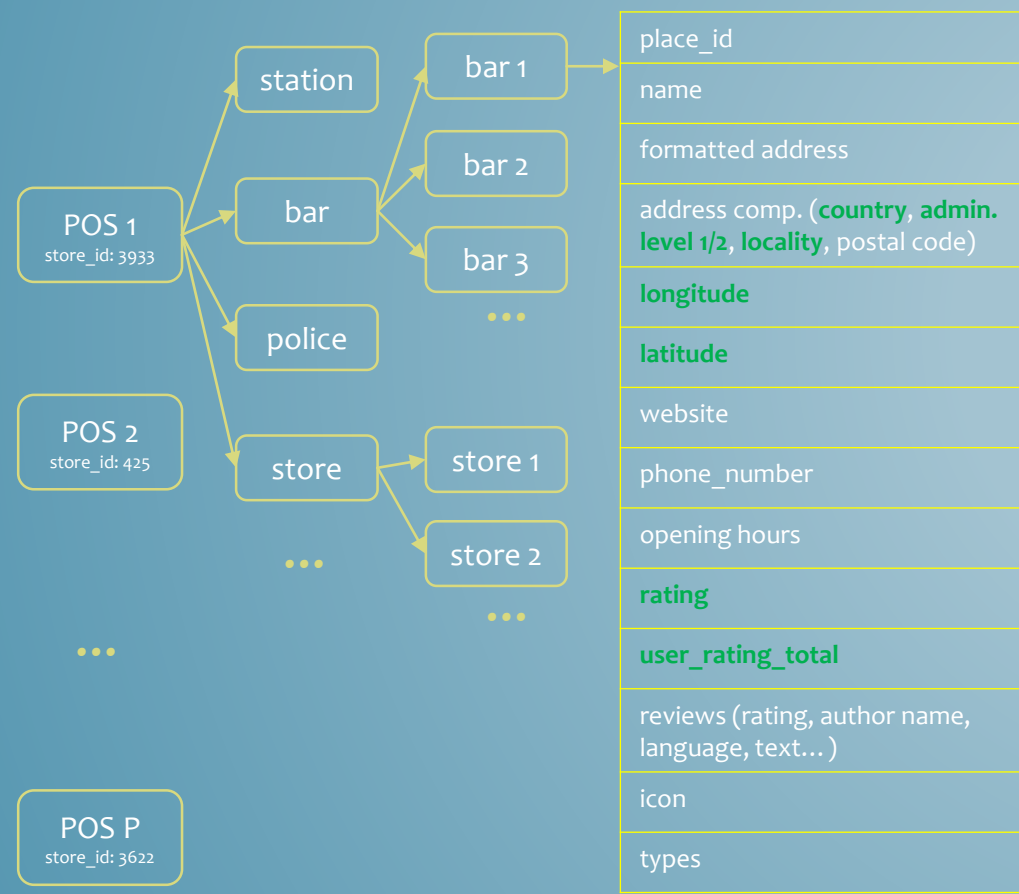 POS 1
store_id: 3933
POS 2
store_id: 425
...
POS P
store_id: 3622
station
bar
police
store
...
bar 1
bar 2
bar 3
...
store 1
store 2
...
place_id
name
formatted address
address comp. (country, admin.
level 1/2, locality, postal code)
longitude
latitude
website
phone_number
opening hours
rating
user_rating_total
reviews (rating, author name,
language, text... )
icon
types